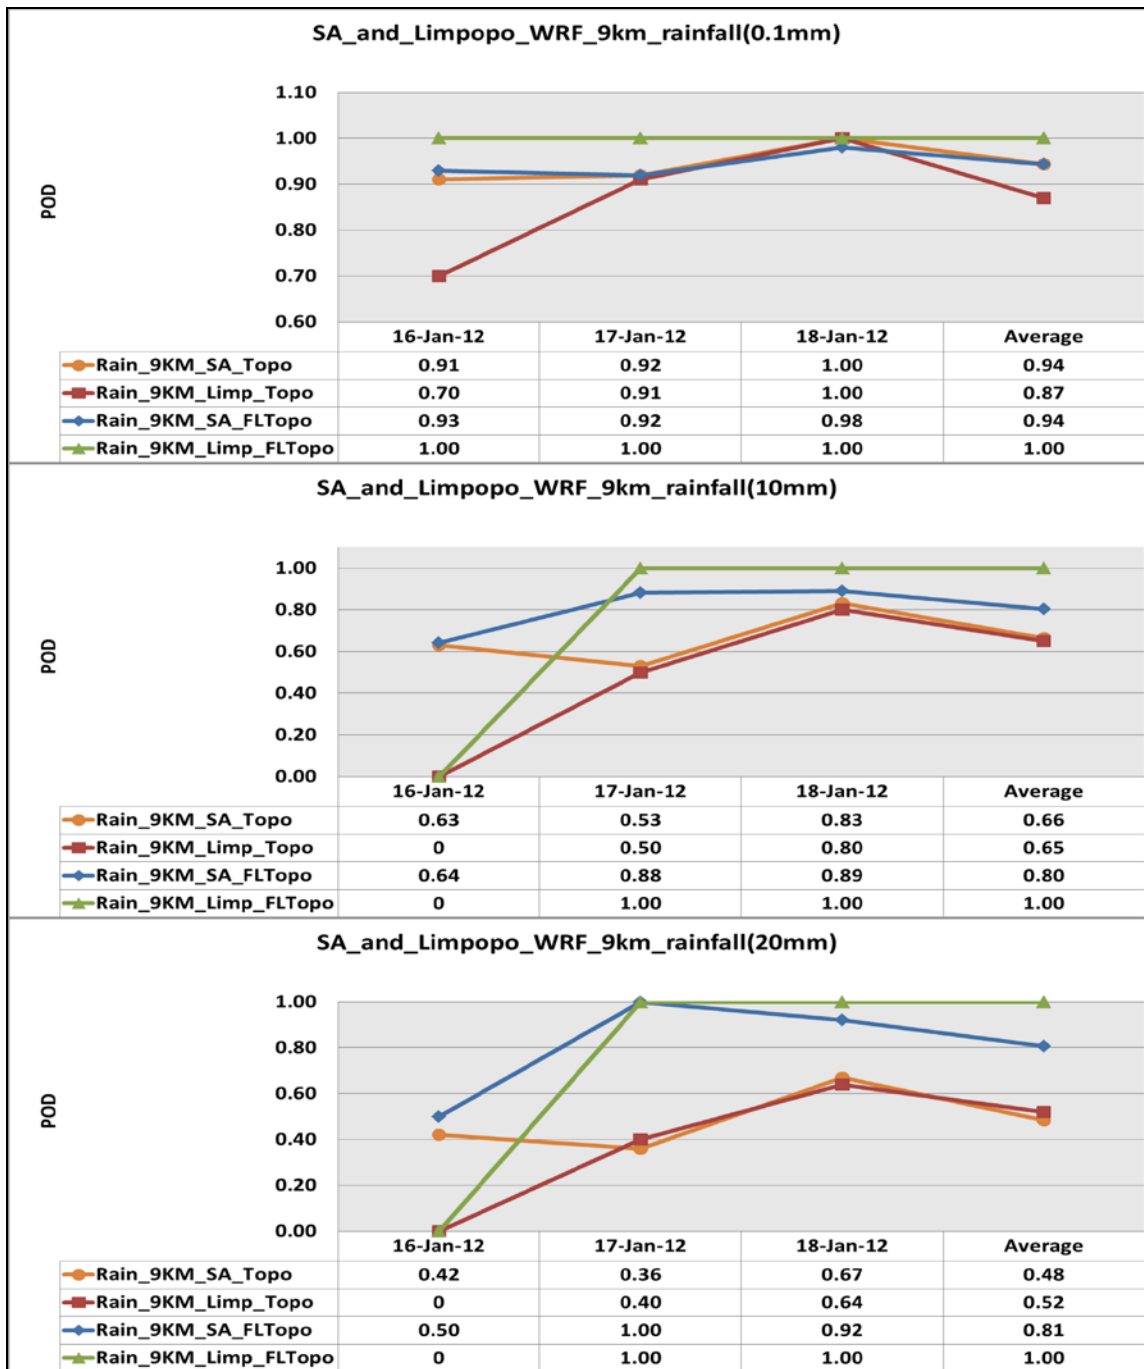 SA_and_Limpopo_WRF_9km_rainfall(0.1mm)
1.10
1.00
0.90
0.80
0.70
0.60
POD
16-Jan-12 17-Jan-12 18-Jan-12 Average
Rain_9KM_SA_Topo 0.91 0.92 1.00 0.94
Rain_9KM_Limp_Topo 0.70 0.91 1.00 0.87
Rain_9KM_SA_FLTopo 0.93 0.92 0.98 0.94
Rain_9KM_Limp_FLTopo 1.00 1.00 1.00 1.00
SA_and_Limpopo_WRF_9km_rainfall(10mm)
1.00
0.80
0.60
0.40
0.20
0.00
POD
16-Jan-12 17-Jan-12 18-Jan-12 Average
Rain_9KM_SA_Topo 0.63 0.53 0.83 0.66
Rain_9KM_Limp_Topo 0 0.50 0.80 0.65
Rain_9KM_SA_FLTopo 0.64 0.88 0.89 0.80
Rain_9KM_Limp_FLTopo 0 1.00 1.00 1.00
SA_and_Limpopo_WRF_9km_rainfall(20mm)
1.00
0.80
0.60
0.40
0.20
0.00
POD
16-Jan-12 17-Jan-12 18-Jan-12 Average
Rain_9KM_SA_Topo 0.42 0.36 0.67 0.48
Rain_9KM_Limp_Topo 0 0.40 0.64 0.52
Rain_9KM_SA_FLTopo 0.50 1.00 0.92 0.81
Rain_9KM_Limp_FLTopo 0 1.00 1.00 1.00